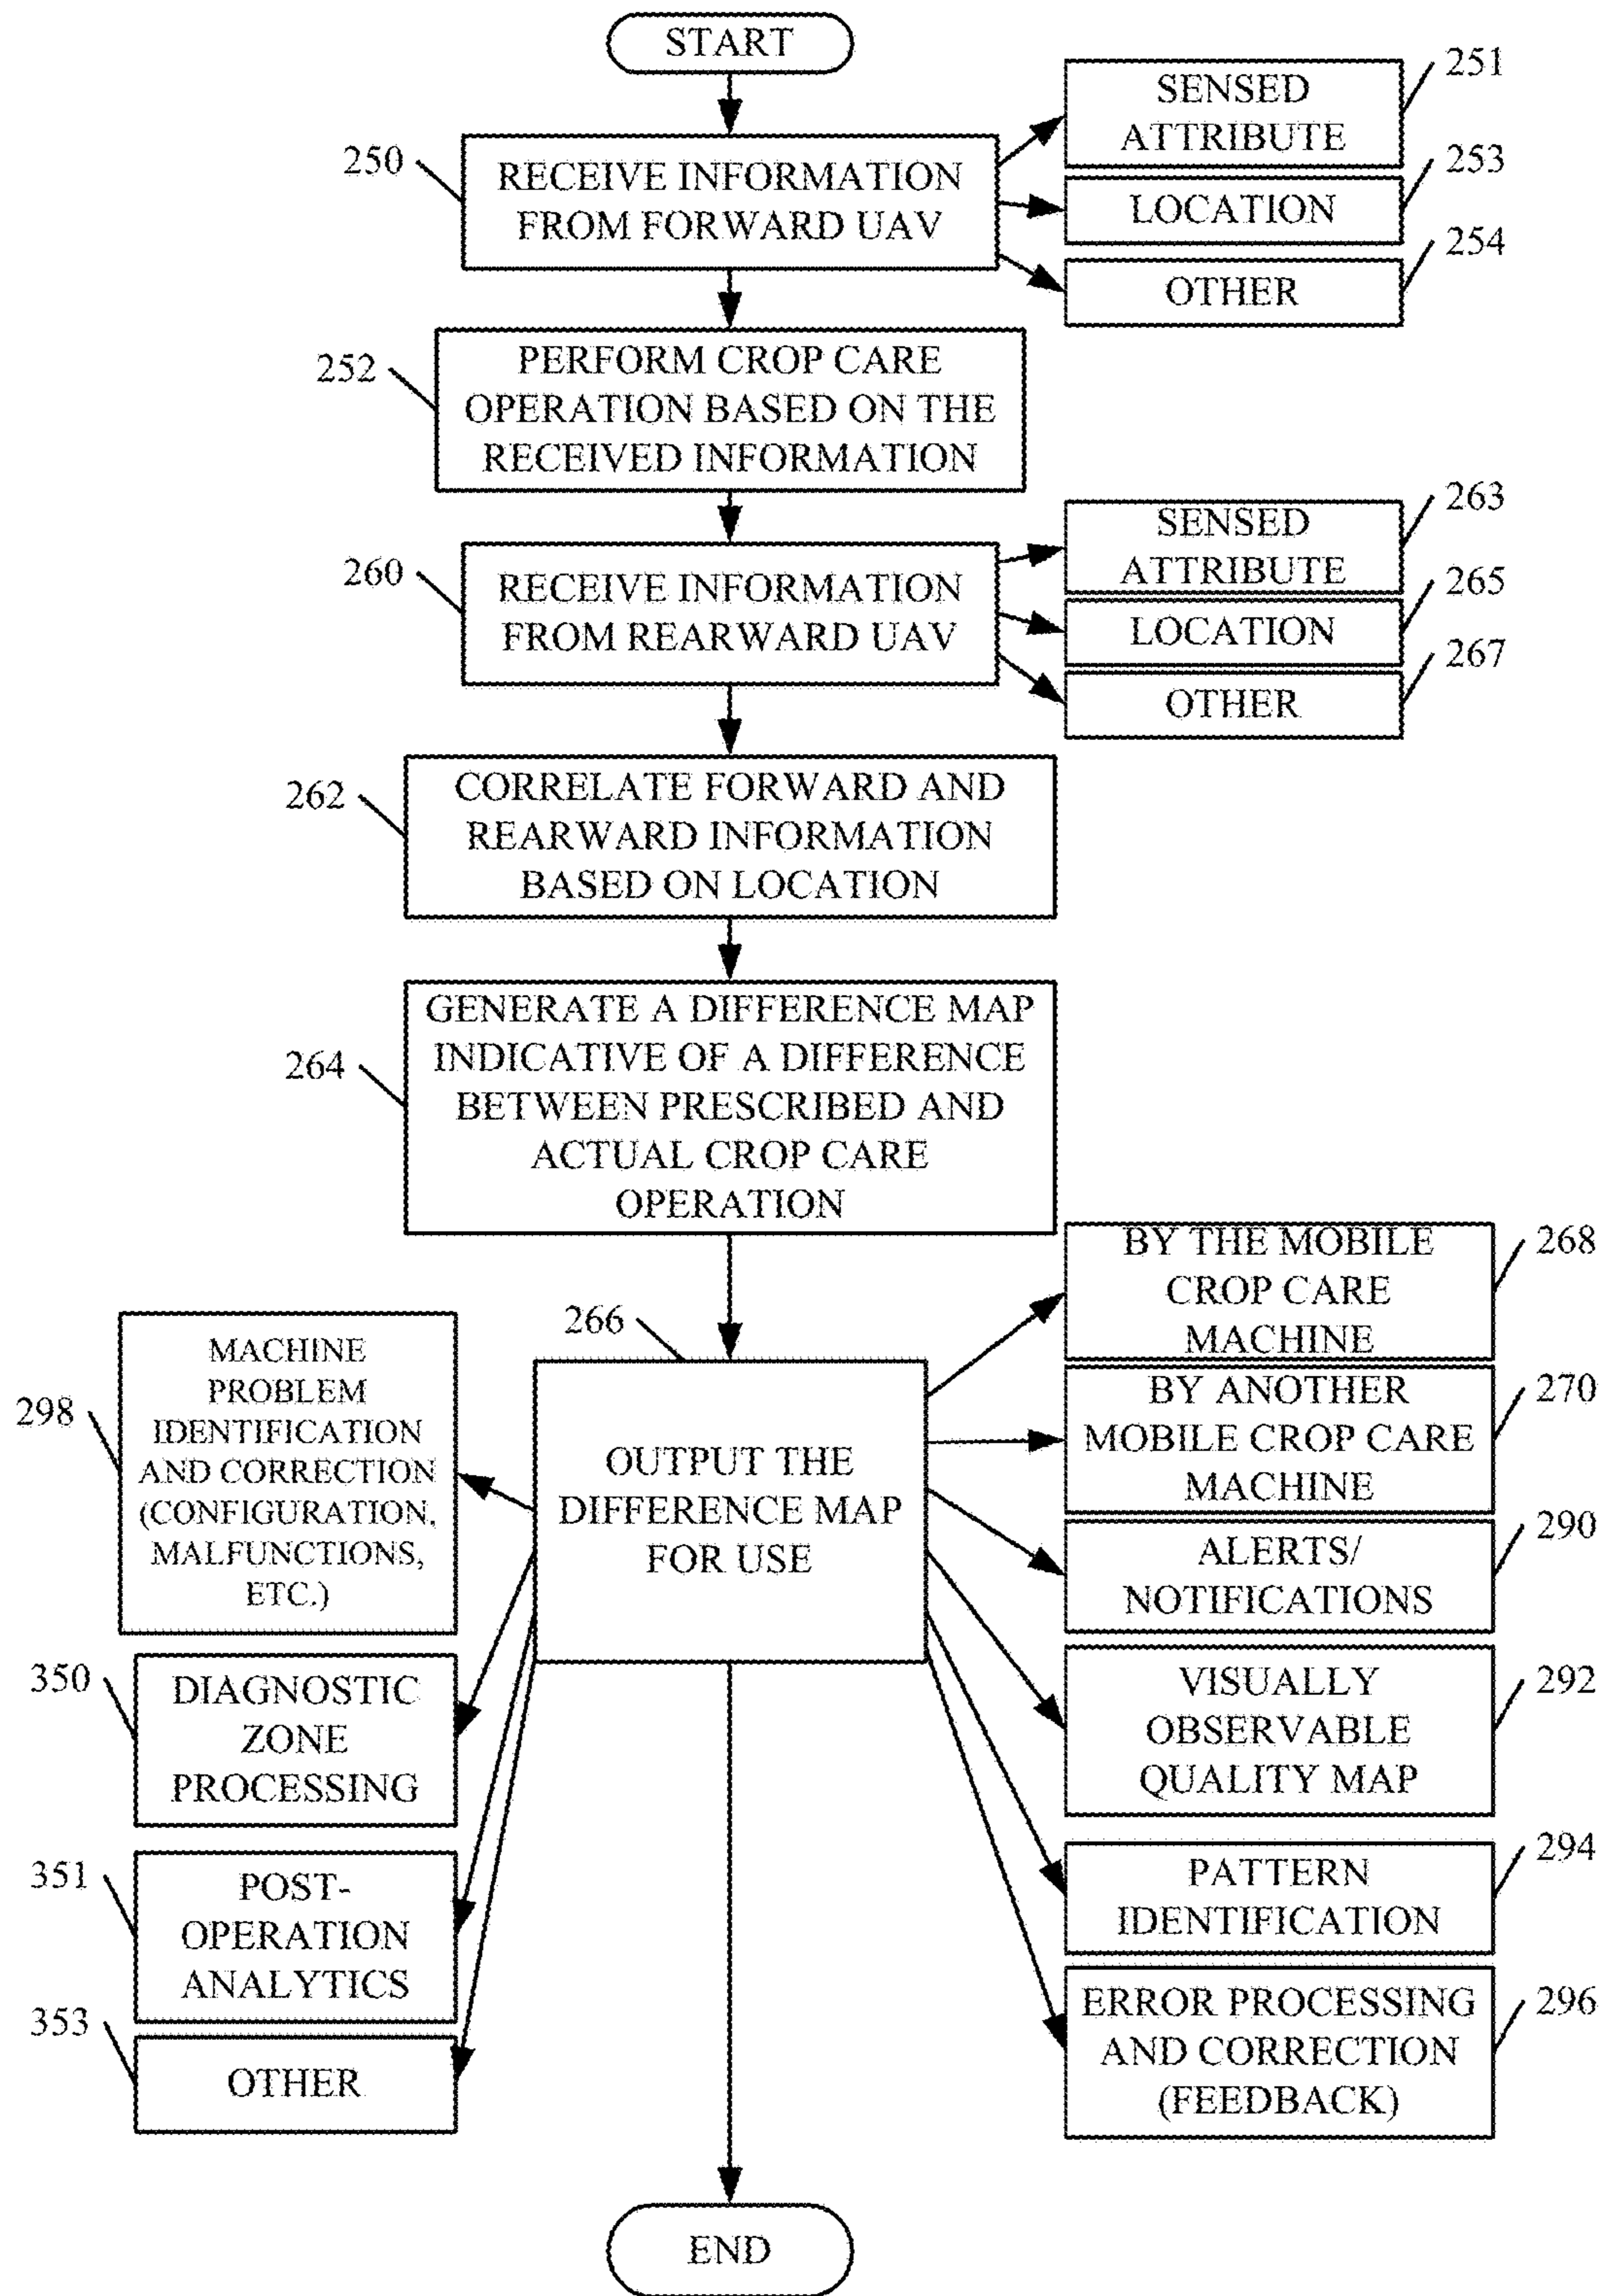 START
250
RECEIVE INFORMATION
FROM FORWARD UAV
SENSED
ATTRIBUTE
251
LOCATION
253
OTHER
254
252
PERFORM CROP CARE
OPERATION BASED ON THE
RECEIVED INFORMATION
260
RECEIVE INFORMATION
FROM REARWARD UAV
SENSED
ATTRIBUTE
263
LOCATION
265
OTHER
267
262
CORRELATE FORWARD AND
REARWARD INFORMATION
BASED ON LOCATION
264
GENERATE A DIFFERENCE MAP
INDICATIVE OF A DIFFERENCE
BETWEEN PRESCRIBED AND
ACTUAL CROP CARE
OPERATION
266
OUTPUT THE
DIFFERENCE MAP
FOR USE
BY THE MOBILE
CROP CARE
MACHINE
268
BY ANOTHER
MOBILE CROP CARE
MACHINE
270
ALERTS/
NOTIFICATIONS
290
VISUALLY
OBSERVABLE
QUALITY MAP
292
PATTERN
IDENTIFICATION
294
ERROR PROCESSING
AND CORRECTION
(FEEDBACK)
296
298
MACHINE
PROBLEM
IDENTIFICATION
AND CORRECTION
(CONFIGURATION,
MALFUNCTIONS,
ETC.)
350
DIAGNOSTIC
ZONE
PROCESSING
351
POST-
OPERATION
ANALYTICS
353
OTHER
END